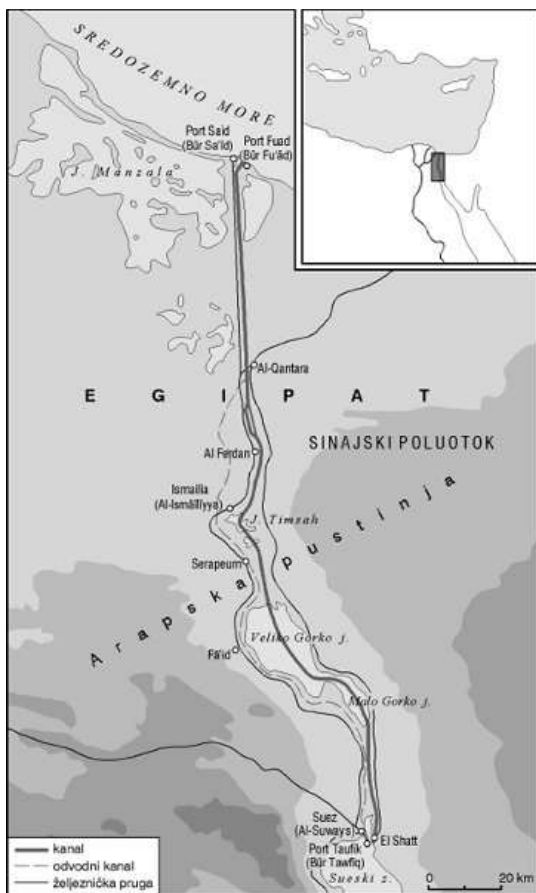 SREDOZEMNO MORE
Port Said
(Būr Sa'īd)
Port Fuad
(Būr Fu'ād)
J. Manzala
Al-Qantara
EGIPAT
SINAJSKI POLUOTOK
Al Ferdan
Ismailia
(Al-Ismāīlīyya)
J. Timsah
Serapeum
Arapska pustinja
Veliko Gorko j.
Fā'id
Malo Gorko j.
Suez
(Al-Suways)
El Shatt
Port Taufik
(Būr Tawfīq)
Sueski z.
kanal
odvodni kanal
željeznička pruga
0 20 km